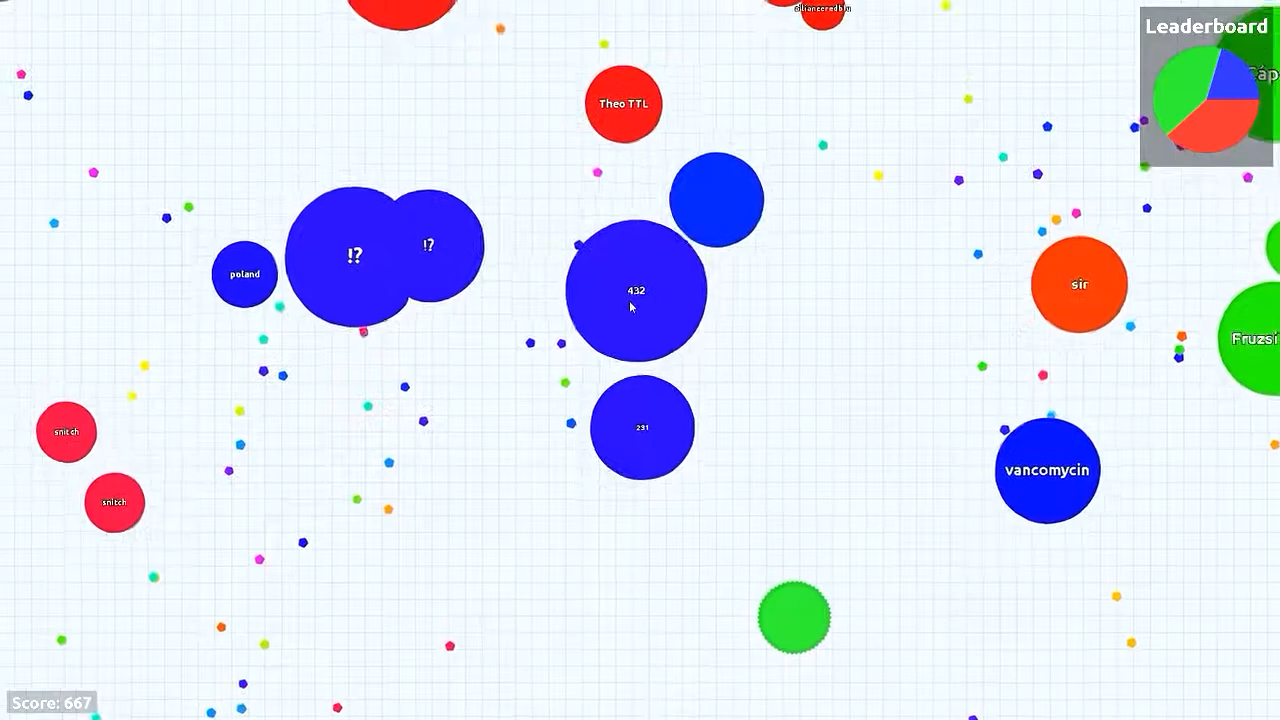 Leaderboard
Theo TTL
!?
!?
poland
432
sir
Fruzsi
snitch
231
vancomycin
snitch
Score: 667